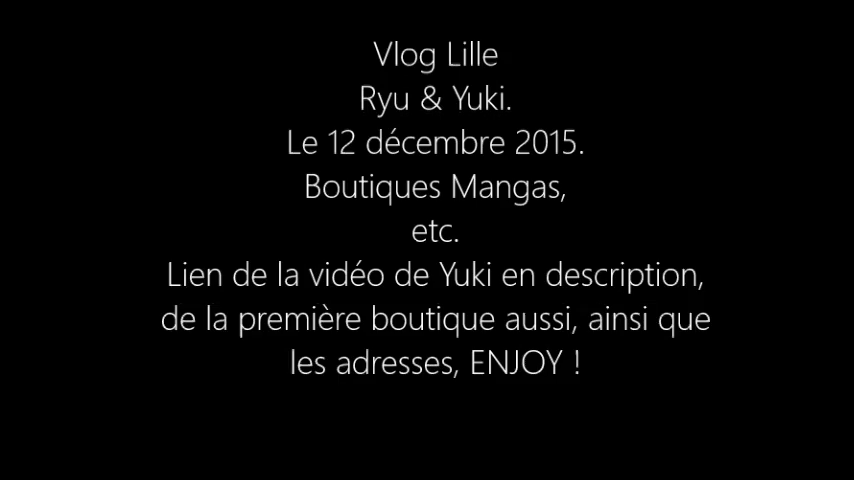 Vlog Lille
Ryu & Yuki.
Le 12 décembre 2015.
Boutiques Mangas,
etc.
Lien de la vidéo de Yuki en description,
de la première boutique aussi, ainsi que
les adresses, ENJOY !